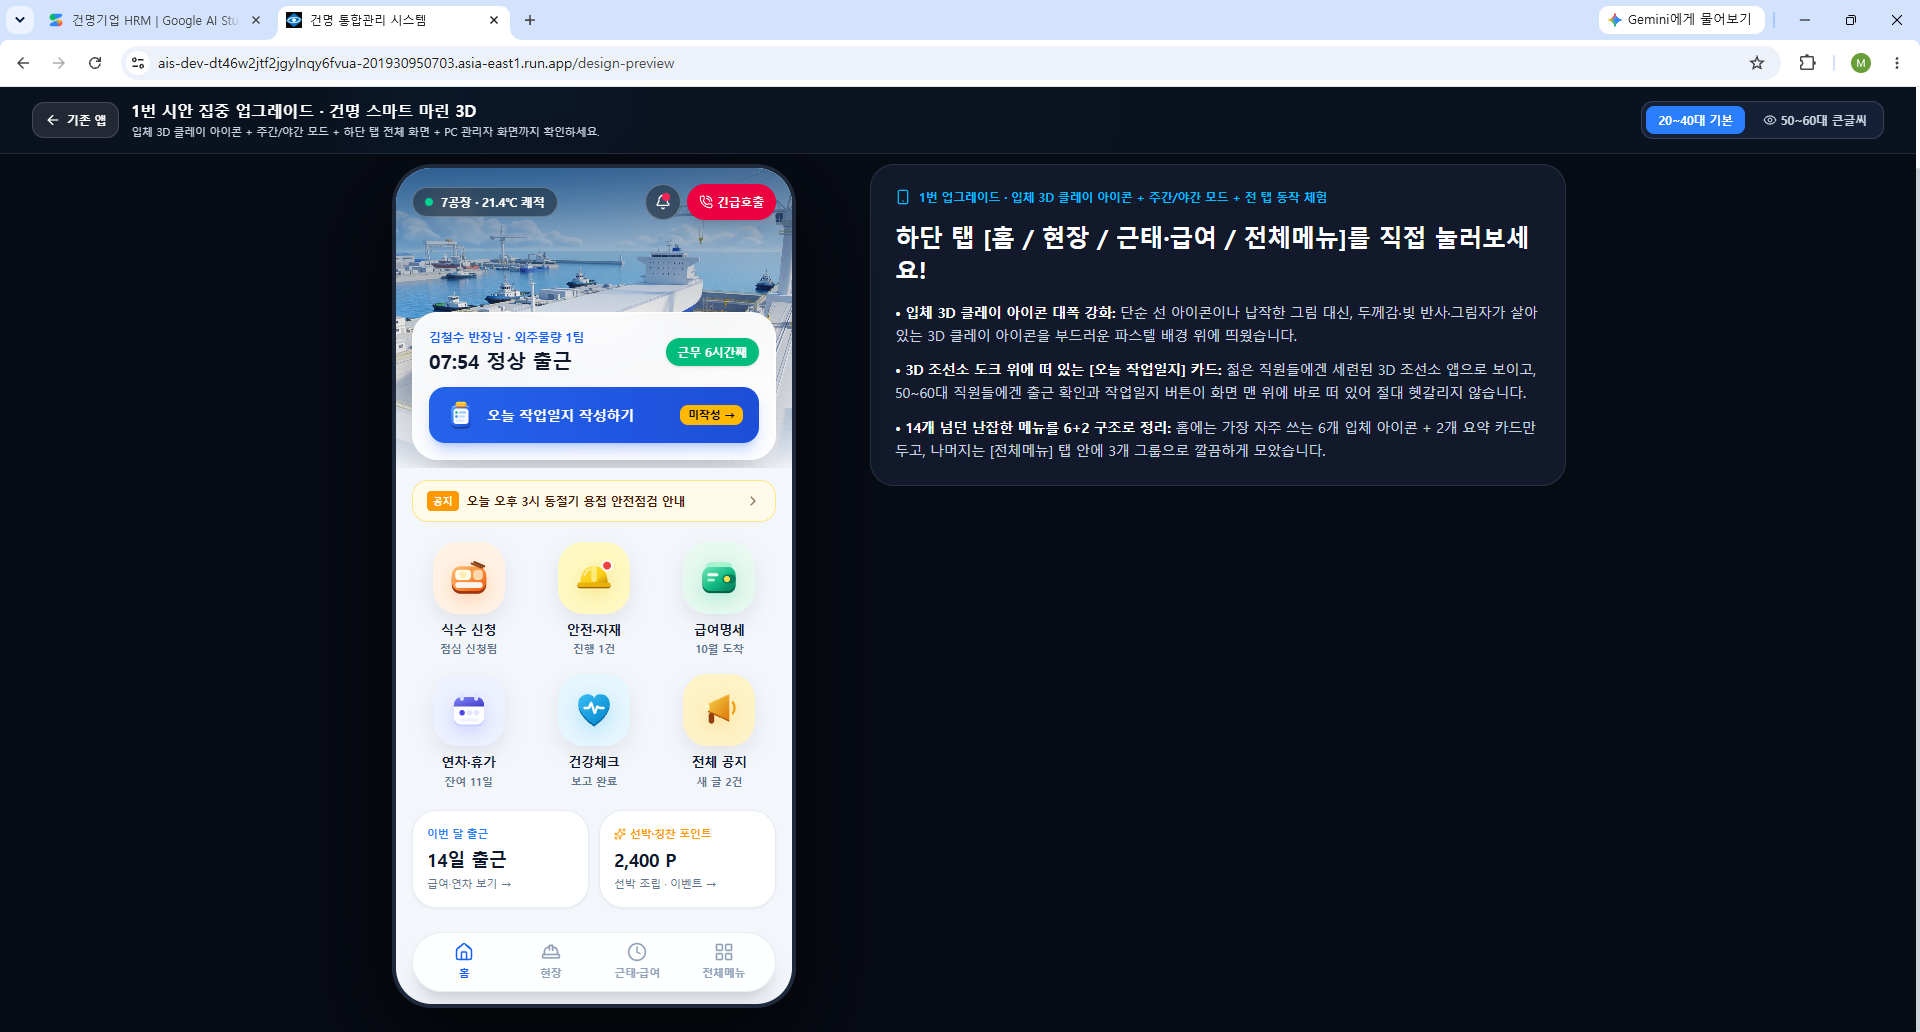 건명기업 HRM | Google AI Stu
건명 통합관리 시스템
Gemini에게 물어보기
ais-dev-dt46w2jtf2jgylnqy6fvua-201930950703.asia-east1.run.app/design-preview
M
기존 앱
1번 시안 집중 업그레이드 · 건명 스마트 마린 3D
입체 3D 클레이 아이콘 + 주간/야간 모드 + 하단 탭 전체 화면 + PC 관리자 화면까지 확인하세요.
20~40대 기본
50~60대 큰글씨
7공장 · 21.4℃ 쾌적
긴급호출
김철수 반장님 · 외주물량 1팀
07:54 정상 출근
근무 6시간째
오늘 작업일지 작성하기
미작성 →
공지
오늘 오후 3시 동절기 용접 안전점검 안내
식수 신청
점심 신청됨
안전·자재
진행 1건
급여명세
10월 도착
연차·휴가
잔여 11일
건강체크
보고 완료
전체 공지
새 글 2건
이번 달 출근
14일 출근
급여·연차 보기 →
선박·칭찬 포인트
2,400 P
선박 조립 · 이벤트 →
홈
현장
근태·급여
전체메뉴
1번 업그레이드 · 입체 3D 클레이 아이콘 + 주간/야간 모드 + 전 탭 동작 체험
하단 탭 [홈 / 현장 / 근태·급여 / 전체메뉴]를 직접 눌러보세
요!
• 입체 3D 클레이 아이콘 대폭 강화: 단순 선 아이콘이나 납작한 그림 대신, 두께감·빛 반사·그림자가 살아
있는 3D 클레이 아이콘을 부드러운 파스텔 배경 위에 띄웠습니다.
• 3D 조선소 도크 위에 떠 있는 [오늘 작업일지] 카드: 젊은 직원들에겐 세련된 3D 조선소 앱으로 보이고,
50~60대 직원들에겐 출근 확인과 작업일지 버튼이 화면 맨 위에 바로 떠 있어 절대 헷갈리지 않습니다.
• 14개 넘던 난잡한 메뉴를 6+2 구조로 정리: 홈에는 가장 자주 쓰는 6개 입체 아이콘 + 2개 요약 카드만
두고, 나머지는 [전체메뉴] 탭 안에 3개 그룹으로 깔끔하게 모았습니다.